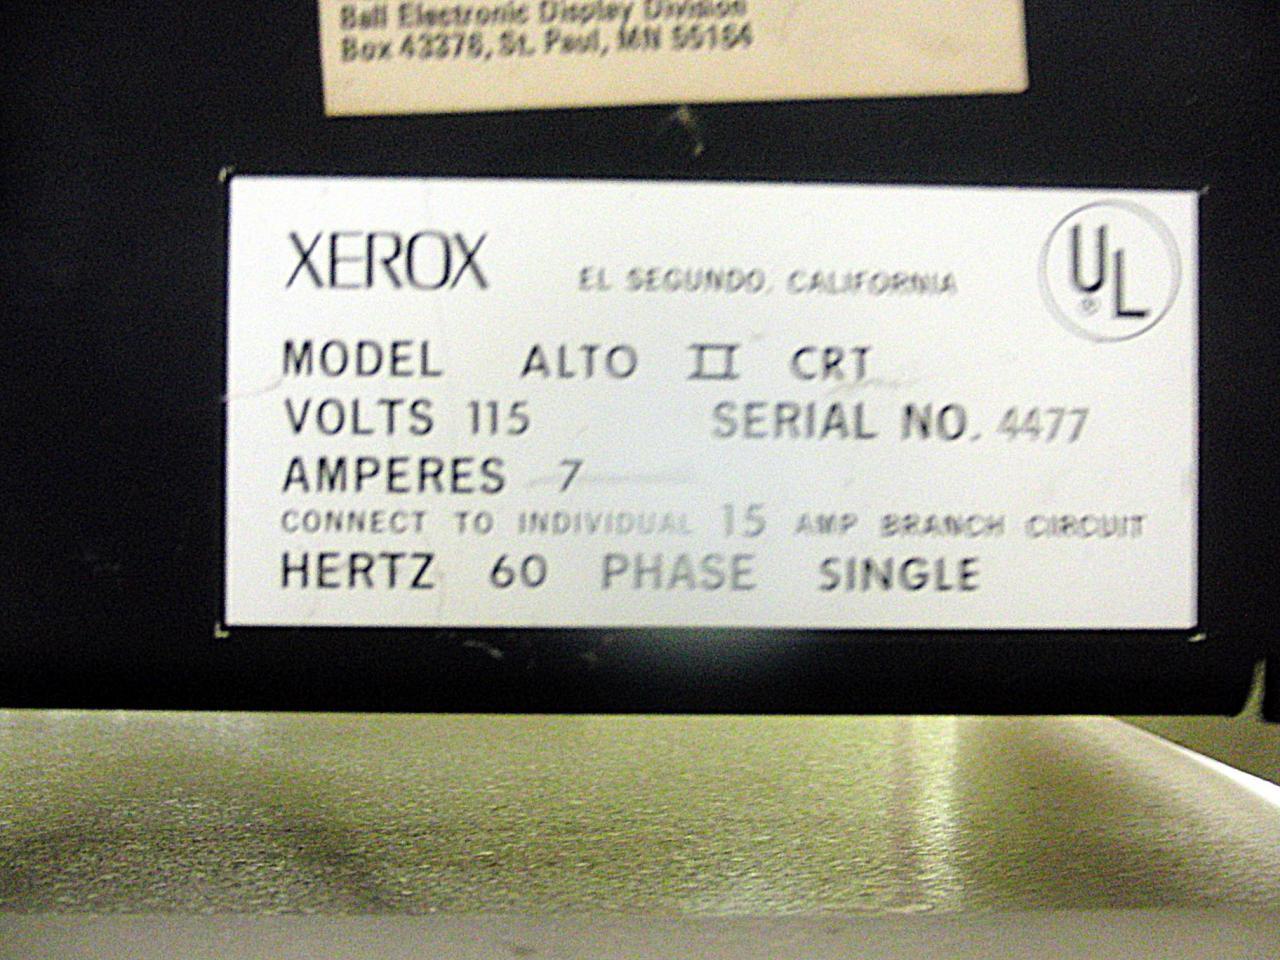 Ball Electronic Display Division
Box 43376, St. Paul, MN 55164
XEROX EL SEGUNDO, CALIFORNIA UL ®
MODEL ALTO II CRT
VOLTS 115 SERIAL NO. 4477
AMPERES 7
CONNECT TO INDIVIDUAL 15 AMP BRANCH CIRCUIT
HERTZ 60 PHASE SINGLE